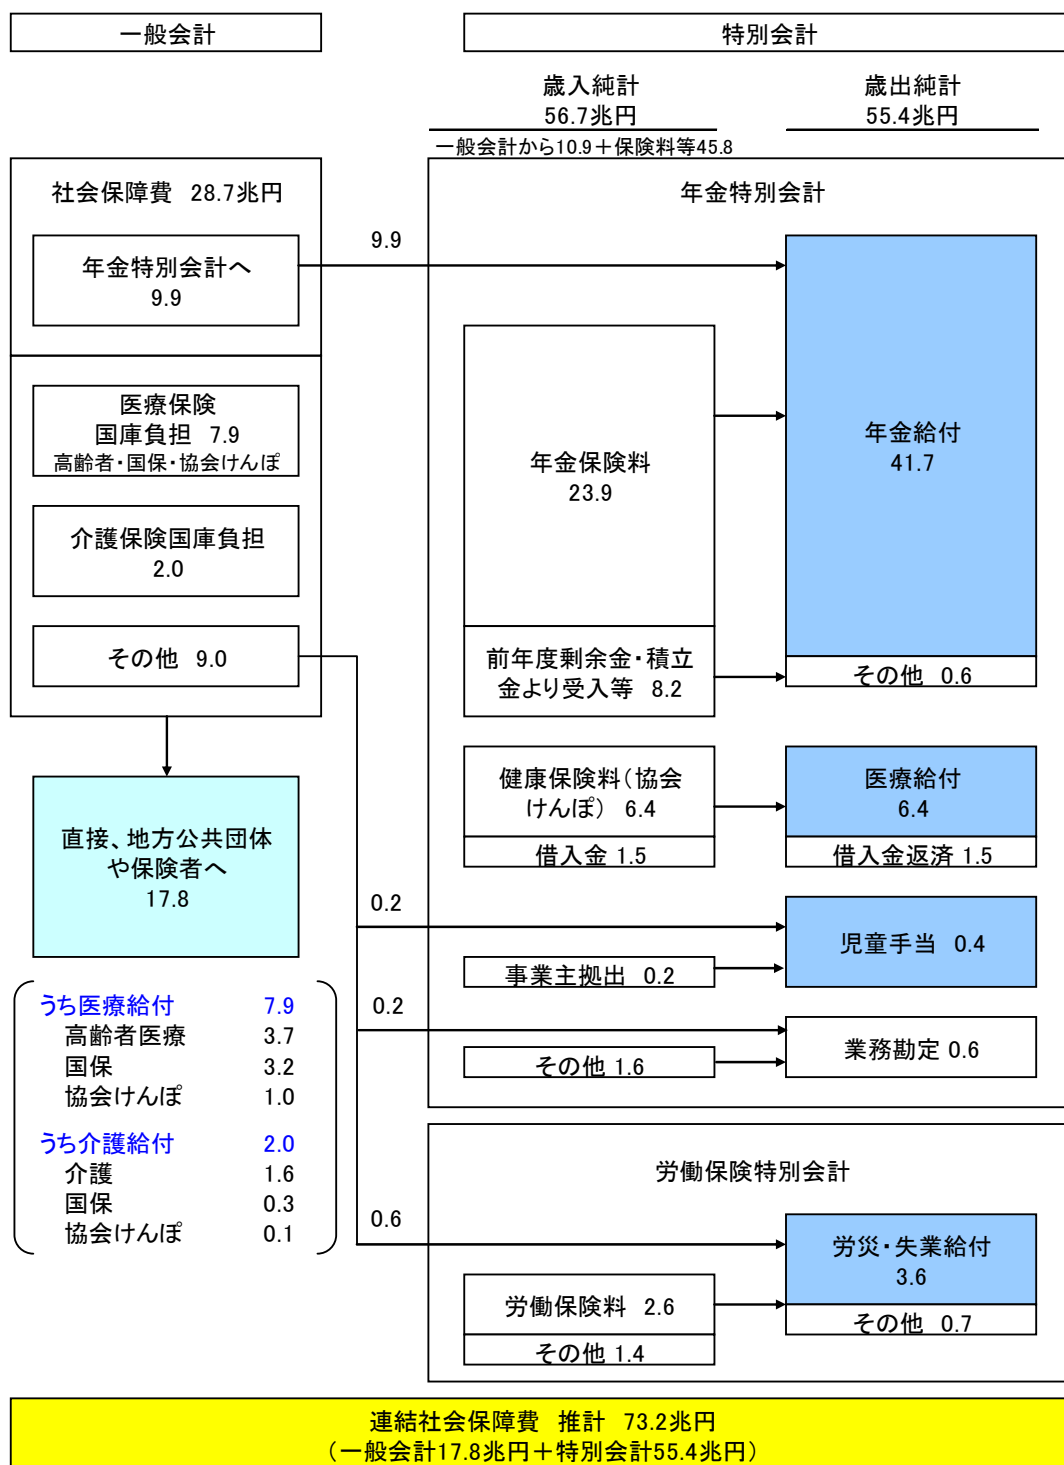 一般会計
特別会計
歳入純計
56.7兆円
歳出純計
55.4兆円
一般会計から10.9＋保険料等45.8
社会保障費 28.7兆円
年金特別会計へ
9.9
医療保険
国庫負担 7.9
高齢者・国保・協会けんぽ
介護保険国庫負担
2.0
その他 9.0
直接、地方公共団体
や保険者へ
17.8
うち医療給付 7.9
高齢者医療 3.7
国保 3.2
協会けんぽ 1.0
うち介護給付 2.0
介護 1.6
国保 0.3
協会けんぽ 0.1
年金特別会計
9.9
年金保険料
23.9
年金給付
41.7
前年度剰余金・積立
金より受入等 8.2
その他 0.6
健康保険料（協会
けんぽ） 6.4
借入金 1.5
医療給付
6.4
借入金返済 1.5
0.2
事業主拠出 0.2
児童手当 0.4
0.2
その他 1.6
業務勘定 0.6
労働保険特別会計
0.6
労働保険料 2.6
その他 1.4
労災・失業給付
3.6
その他 0.7
連結社会保障費 推計 73.2兆円
（一般会計17.8兆円＋特別会計55.4兆円）